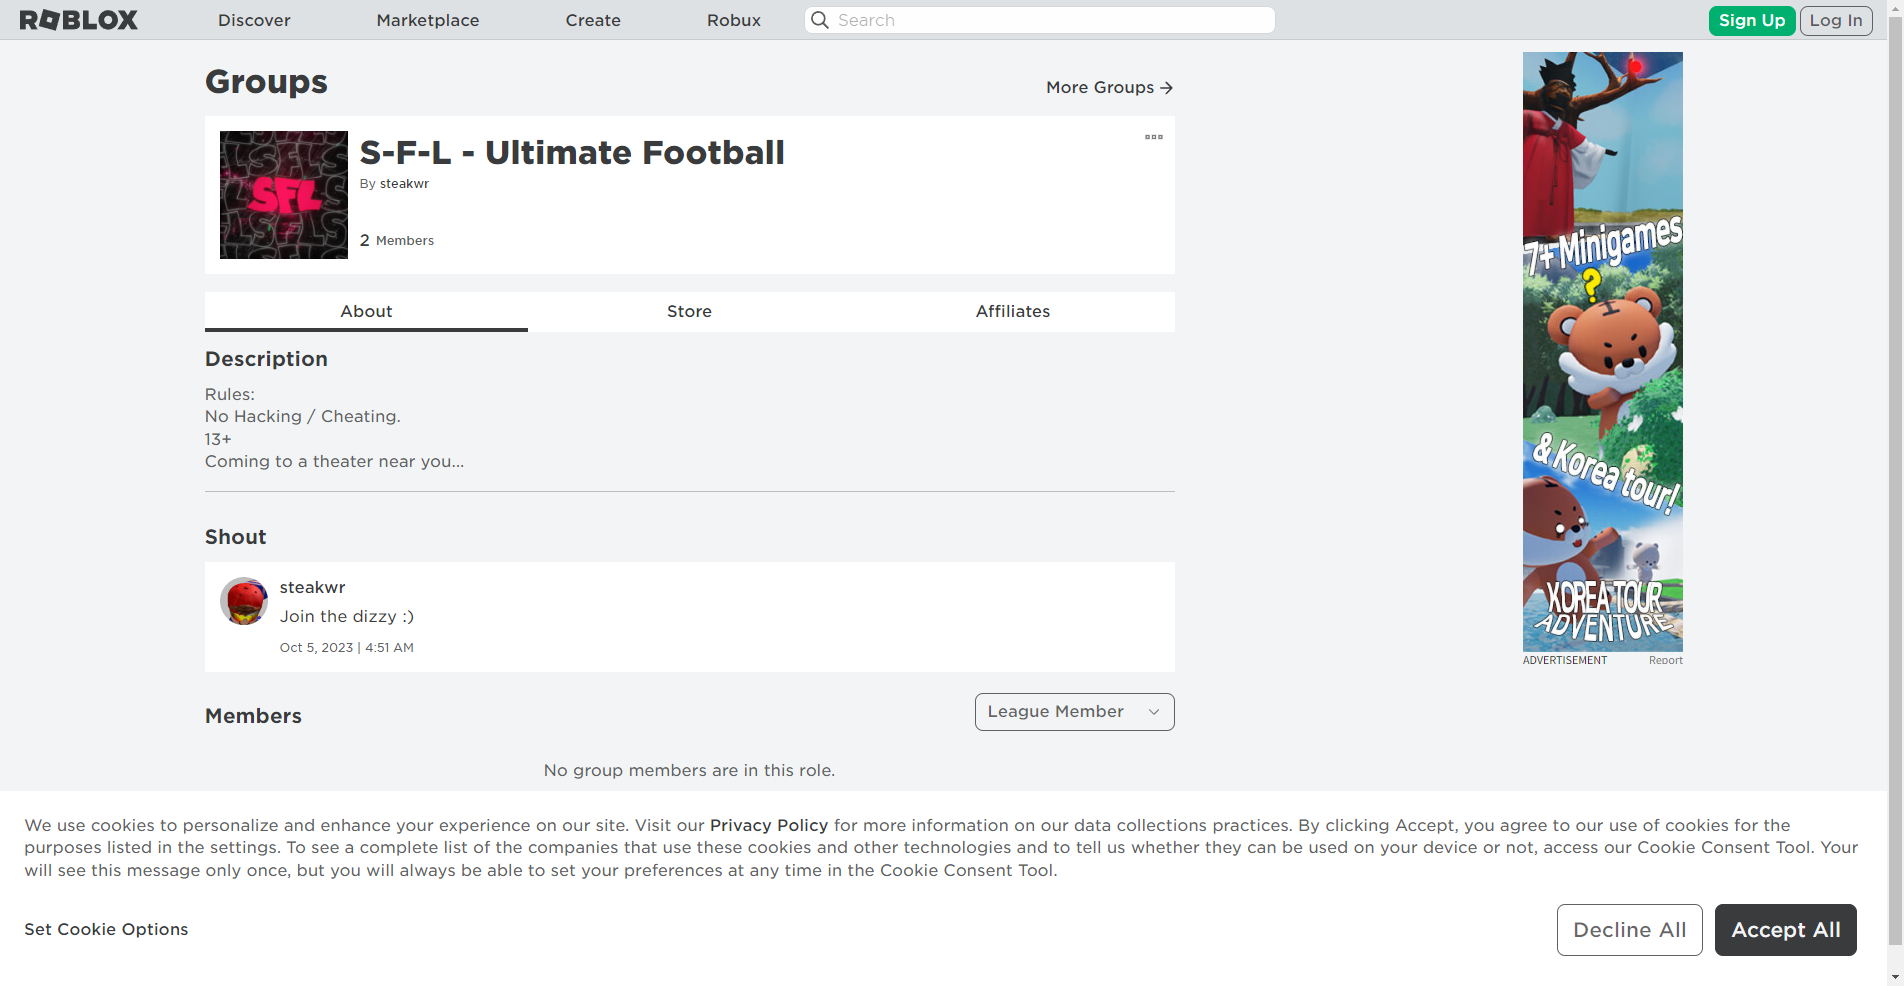 ROBLOX
Discover
Marketplace
Create
Robux
Search
Sign Up
Log In
Groups
More Groups →
SFL
S-F-L - Ultimate Football
By steakwr
2 Members
About
Store
Affiliates
Description
Rules:
No Hacking / Cheating.
13+
Coming to a theater near you...
Shout
steakwr
Join the dizzy :)
Oct 5, 2023 | 4:51 AM
Members
League Member
No group members are in this role.
7+ Minigames
?
& Korea tour!
KOREA TOUR
ADVENTURE
ADVERTISEMENT
Report
We use cookies to personalize and enhance your experience on our site. Visit our Privacy Policy for more information on our data collections practices. By clicking Accept, you agree to our use of cookies for the
purposes listed in the settings. To see a complete list of the companies that use these cookies and other technologies and to tell us whether they can be used on your device or not, access our Cookie Consent Tool. Your
will see this message only once, but you will always be able to set your preferences at any time in the Cookie Consent Tool.
Set Cookie Options
Decline All
Accept All